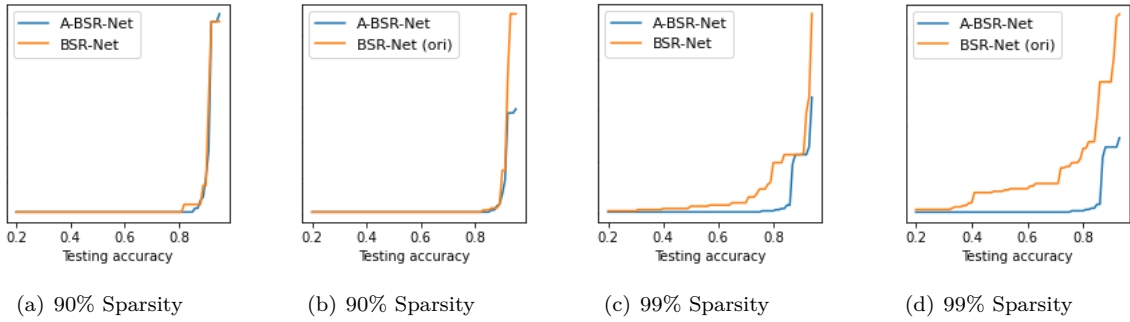 A-BSR-Net
BSR-Net
0.2 0.4 0.6 0.8
Testing accuracy
(a) 90% Sparsity
A-BSR-Net
BSR-Net (ori)
0.2 0.4 0.6 0.8
Testing accuracy
(b) 90% Sparsity
A-BSR-Net
BSR-Net
0.2 0.4 0.6 0.8
Testing accuracy
(c) 99% Sparsity
A-BSR-Net
BSR-Net (ori)
0.2 0.4 0.6 0.8
Testing accuracy
(d) 99% Sparsity